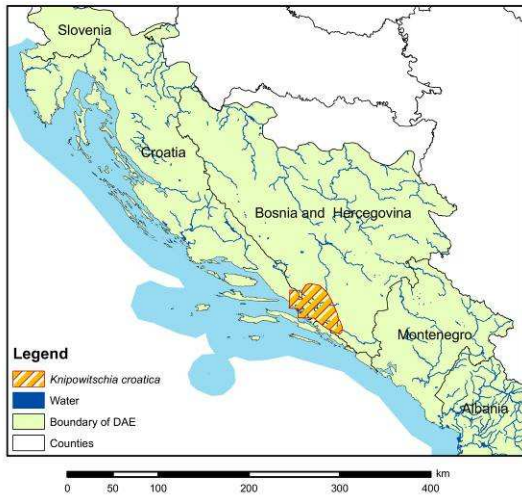 Slovenia
Croatia
Bosnia and Hercegovina
Montenegro
Albania
Legend
Knipowitschia croatica
Water
Boundary of DAE
Counties
km
0 50 100 200 300 400